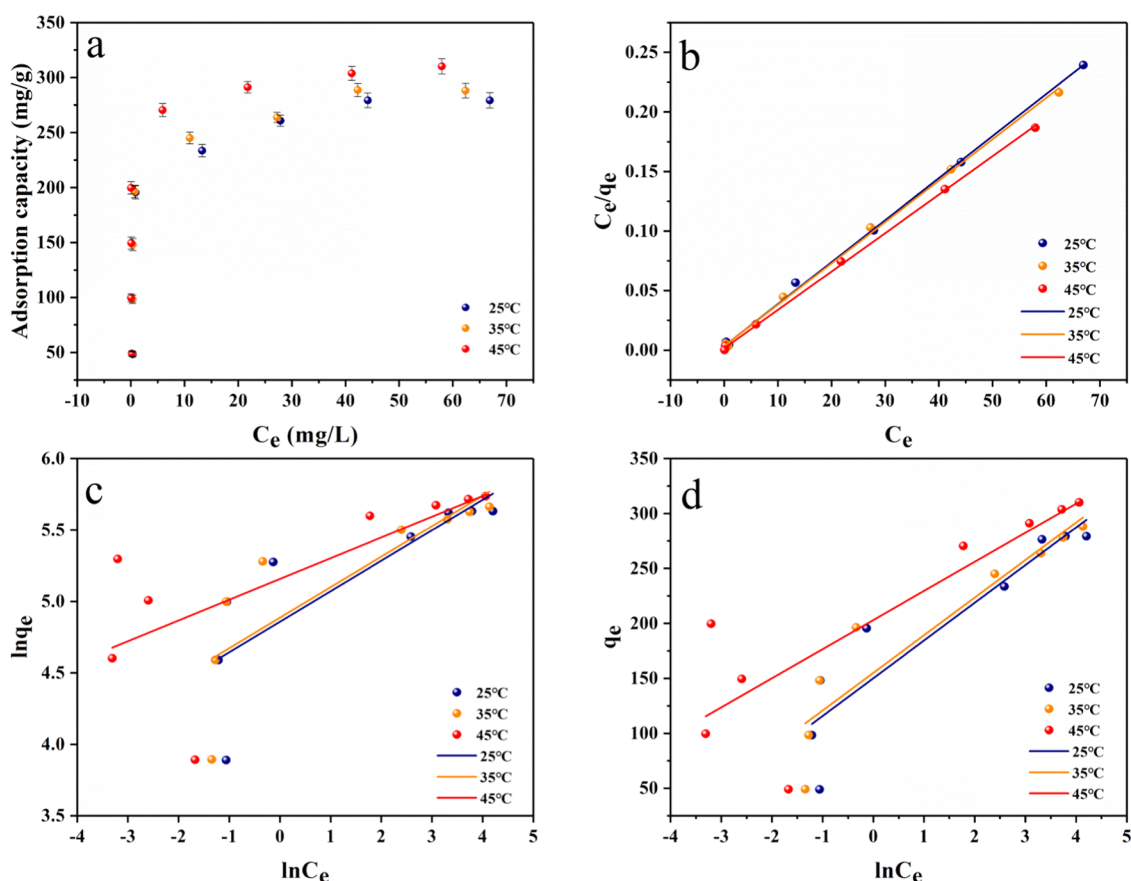 a
Adsorption capacity (mg/g)
350
300
250
200
150
100
50
25℃
35℃
45℃
-10 0 10 20 30 40 50 60 70
Ce (mg/L)
b
Ce/qe
0.25
0.20
0.15
0.10
0.05
0.00
25℃
35℃
45℃
25℃
35℃
45℃
-10 0 10 20 30 40 50 60 70
Ce
c
lnqe
6.0
5.5
5.0
4.5
4.0
3.5
25℃
35℃
45℃
25℃
35℃
45℃
-4 -3 -2 -1 0 1 2 3 4 5
lnCe
d
qe
350
300
250
200
150
100
50
25℃
35℃
45℃
25℃
35℃
45℃
-4 -3 -2 -1 0 1 2 3 4 5
lnCe